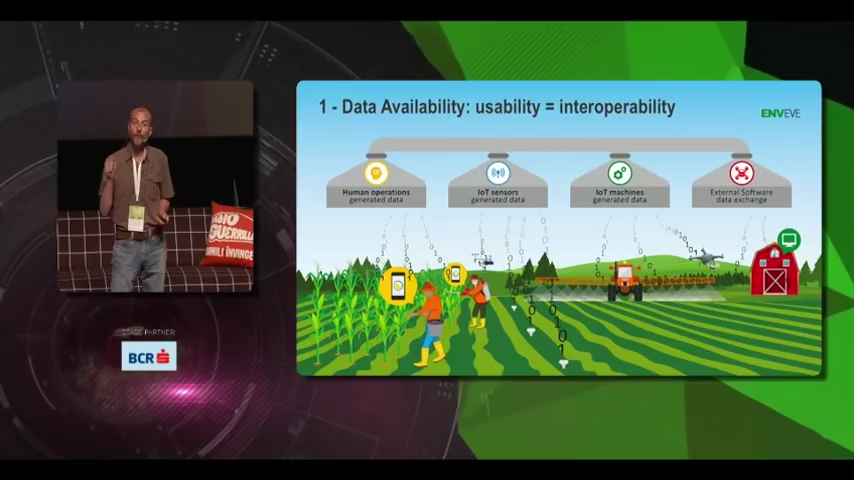 1 - Data Availability: usability = interoperability
ENVEVE
Human operations
generated data
IoT sensors
generated data
IoT machines
generated data
External Software
data exchange
GUERRILLA
STAGE PARTNER:
BCR